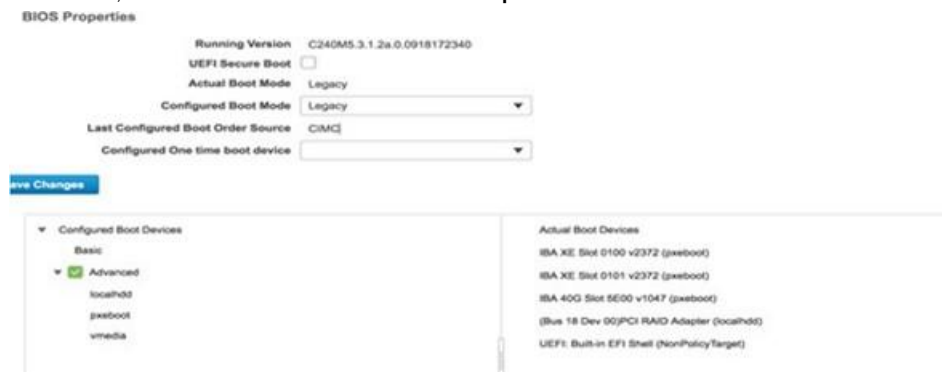 BIOS Properties
Running Version C240M5.3.1.2a.0.0918172340
UEFI Secure Boot
Actual Boot Mode Legacy
Configured Boot Mode Legacy
Last Configured Boot Order Source CIMC
Configured One time boot device
ave Changes
Configured Boot Devices
Basic
Advanced
localhdd
pxeboot
vmedia
Actual Boot Devices
IBA XE Slot 0100 v2372 (pxeboot)
IBA XE Slot 0101 v2372 (pxeboot)
IBA 40G Slot 5E00 v1047 (pxeboot)
(Bus 18 Dev 00)PCI RAID Adapter (localhdd)
UEFI: Built-in EFI Shell (NonPolicyTarget)